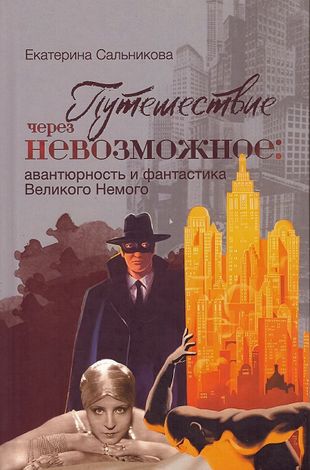 Екатерина Сальникова
Путешествие
через
невозможное:
авантюрность и фантастика
Великого Немого